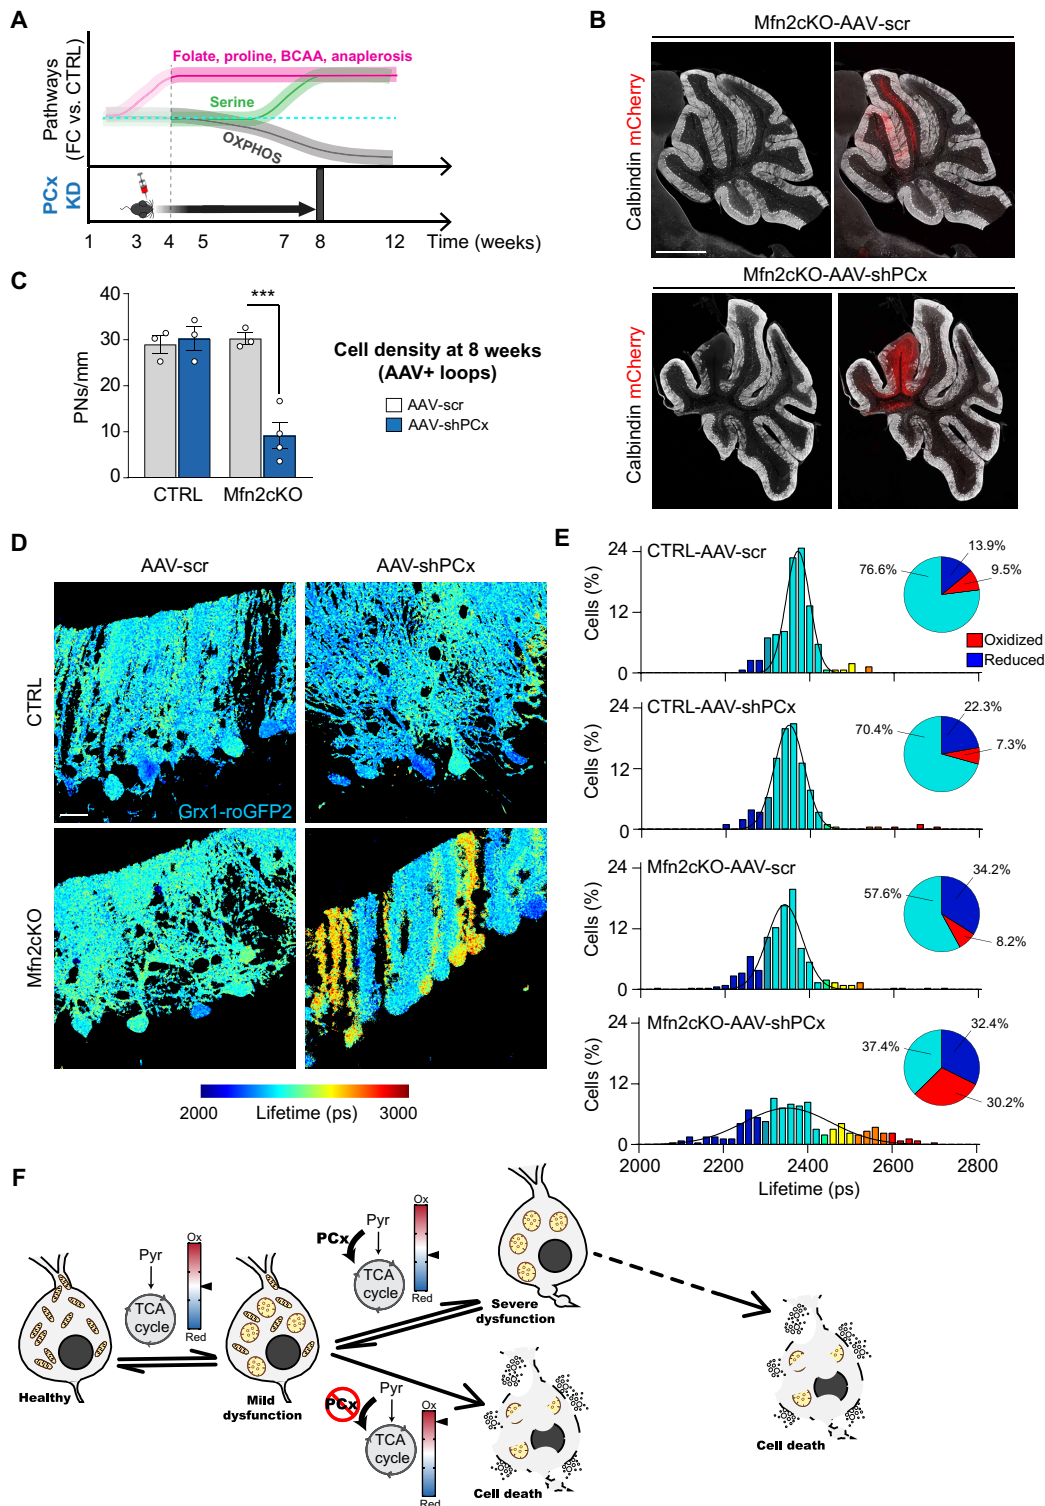 A
Folate, proline, BCAA, anaplerosis
Serine
OXPHOS
Pathways
(FC vs. CTRL)
PCx
KD
1 3 4 5 7 8 12 Time (weeks)
B
Mfn2cKO-AAV-scr
Calbindin mCherry
Mfn2cKO-AAV-shPCx
Calbindin mCherry
C
40
30
20
10
0
PNs/mm
***
CTRL Mfn2cKO
Cell density at 8 weeks
(AAV+ loops)
AAV-scr
AAV-shPCx
D
AAV-scr AAV-shPCx
CTRL
Grx1-roGFP2
Mfn2cKO
2000 Lifetime (ps) 3000
E
CTRL-AAV-scr
24
12
0
Cells (%)
76.6%
13.9%
9.5%
Oxidized
Reduced
CTRL-AAV-shPCx
24
12
0
Cells (%)
70.4%
22.3%
7.3%
Mfn2cKO-AAV-scr
24
12
0
Cells (%)
57.6%
34.2%
8.2%
Mfn2cKO-AAV-shPCx
24
12
0
Cells (%)
37.4%
32.4%
30.2%
2000 2200 2400 2600 2800
Lifetime (ps)
F
Healthy
Pyr
TCA
cycle
Ox
Red
Mild
dysfunction
PCx
Pyr
TCA
cycle
Ox
Red
Severe
dysfunction
PCx
Pyr
TCA
cycle
Ox
Red
Cell death
Cell death